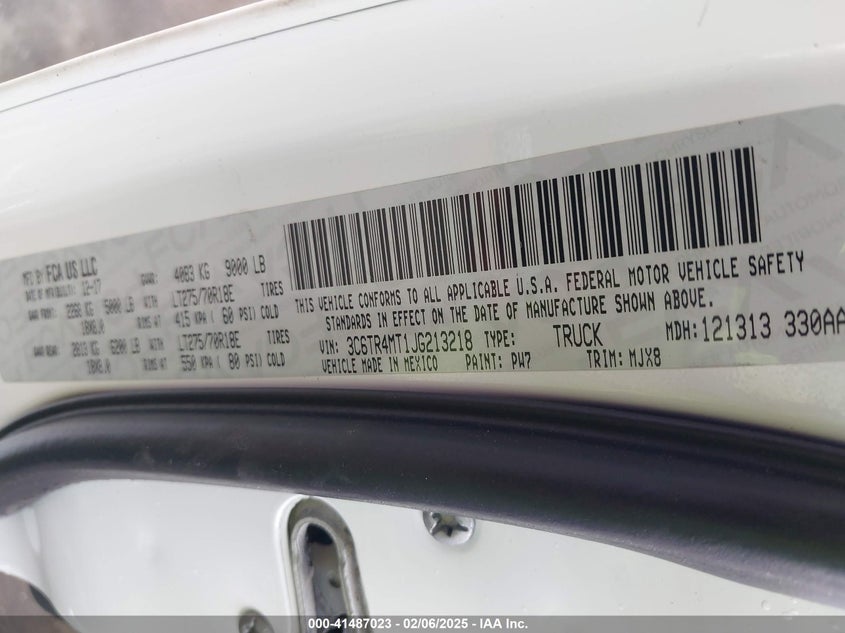 MFD BY FCA US LLC
DATE OF MFR/BUILT: 12-17 GVWR: 4083 KG 9000 LB
GAWR FRONT: 2268 KG 5000 LB WITH LT275/70R18E TIRES
18X8.0 RIMS AT 415 KPA ( 60 PSI) COLD
GAWR REAR: 2813 KG 6200 LB WITH LT275/70R18E TIRES
18X8.0 RIMS AT 550 KPA ( 80 PSI) COLD
THIS VEHICLE CONFORMS TO ALL APPLICABLE U.S.A. FEDERAL MOTOR VEHICLE SAFETY
STANDARDS IN EFFECT ON THE DATE OF MANUFACTURE SHOWN ABOVE.
VIN: 3C6TR4MT1JG213218 TYPE: TRUCK MDH:121313 330AA
VEHICLE MADE IN MEXICO PAINT: PW7 TRIM: MJX8
000-41487023 — 02/06/2025 — IAA Inc.